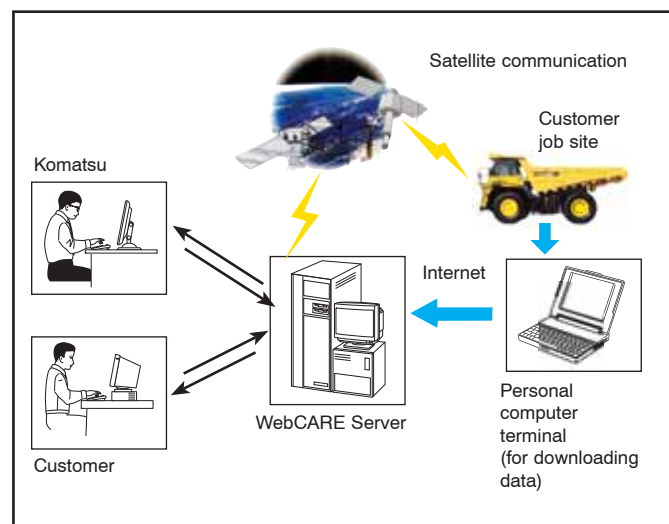 Satellite communication
Customer
job site
Komatsu
Internet
WebCARE Server
Personal
computer
terminal
(for downloading
data)
Customer